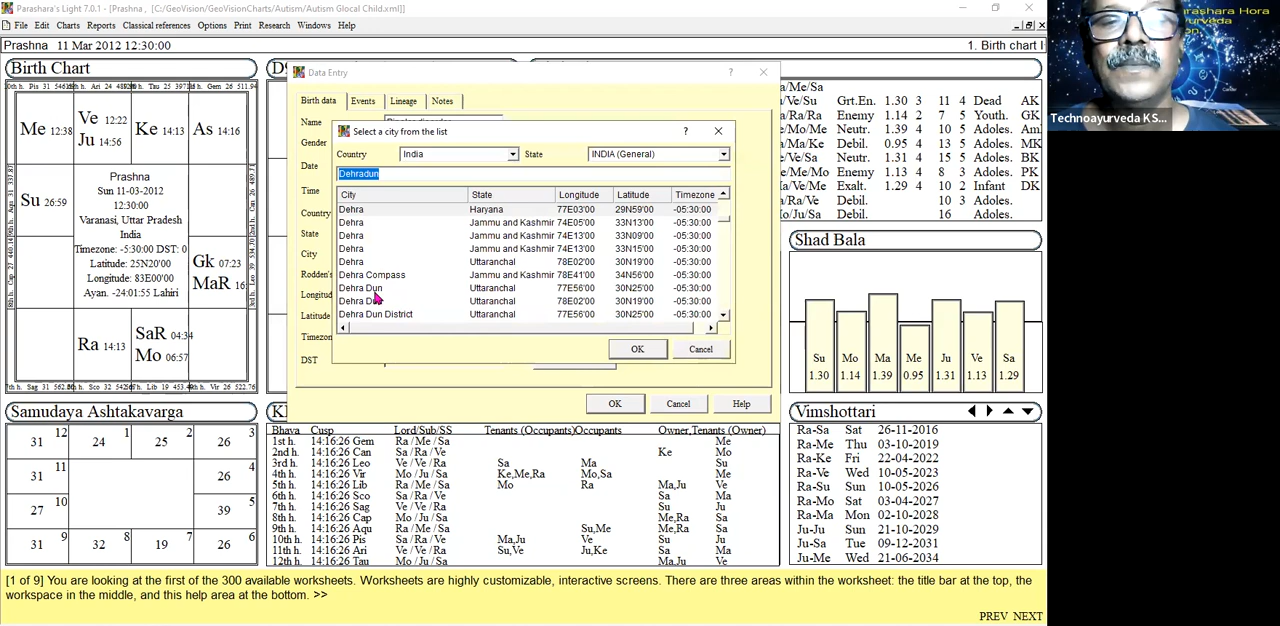 Parashara's Light 7.0.1 - [Prashna , [C:/GeoVision/GeoVisionCharts/Autism/Autism Glocal Child.xml]]
File Edit Charts Reports Classical references Options Print Research Windows Help
Prashna 11 Mar 2012 12:30:00
1. Birth chart I
Birth Chart
Me 12:38
Ve 12:22
Ju 14:56
Ke 14:13
As 14:16
Su 26:59
Prashna
Sun 11-03-2012
12:30:00
Varanasi, Uttar Pradesh
India
Timezone: -5:30:00 DST: 0
Latitude: 25N20'00
Longitude: 83E00'00
Ayan. -24:01:55 Lahiri
Gk 07:23
MaR 16:
Ra 14:13
SaR 04:34
Mo 06:57
Data Entry
Birth data Events Lineage Notes
Name
Gender
Date
Time
Country
State
City
Rodden's
Longitud
Latitude
Timezon
DST
OK Cancel Help
Select a city from the list
Country India State INDIA (General)
Dehradun
City State Longitude Latitude Timezone
Dehra Haryana 77E03'00 29N59'00 -05:30:00
Dehra Jammu and Kashmir 74E05'00 33N13'00 -05:30:00
Dehra Jammu and Kashmir 74E13'00 33N09'00 -05:30:00
Dehra Jammu and Kashmir 74E13'00 33N15'00 -05:30:00
Dehra Uttaranchal 78E02'00 30N19'00 -05:30:00
Dehra Compass Jammu and Kashmir 78E41'00 34N56'00 -05:30:00
Dehra Dun Uttaranchal 77E56'00 30N25'00 -05:30:00
Dehra Uttaranchal 78E02'00 30N19'00 -05:30:00
Dehra Dun District Uttaranchal 77E56'00 30N25'00 -05:30:00
OK Cancel
/Ma/Sa
/Ve/Su Grt.En. 1.30 3 11 4 Dead AK
/Ra/Ra Enemy 1.14 2 7 5 Youth. GK
/Mo/Ma Neutr. 1.39 4 10 5 Adoles. Am
/Ma/Ke Debil. 0.95 4 13 5 Adoles. MK
/Ve/Sa Neutr. 1.31 4 15 5 Adoles. BK
/Me/Ra Enemy 1.13 4 8 3 Adoles. PK
/Ma/Ve Exalt. 1.29 4 10 2 Infant DK
Debil. 10 3 Adoles.
/Ju/Sa Debil. 16 Adoles.
Shad Bala
Su Mo Ma Me Ju Ve Sa
1.30 1.14 1.39 0.95 1.31 1.13 1.29
Samudaya Ashtakavarga
31 12 24 1 25 2 26 3
31 11 26 4
27 10 39 5
31 9 32 8 19 7 26 6
Bhava Cusp Lord/Sub/SS Tenants (Occupants)Occupants Owner,Tenants (Owner)
1st h. 14:16:26 Gem Ra/Me/Sa Me
2nd h. 14:16:26 Can Sa/Ra/Ve Ke Mo
3rd h. 14:16:26 Leo Ve/Ve/Ra Sa Ma Su
4th h. 14:16:26 Vir Mo/Ju/Sa Ke,Me,Ra Mo,Sa Me
5th h. 14:16:26 Lib Ra/Me/Sa Mo Ra Ma,Ju Ve
6th h. 14:16:26 Sco Sa/Ra/Ve Sa Ma
7th h. 14:16:26 Sag Ve/Ve/Ra Su Ju
8th h. 14:16:26 Cap Mo/Ju/Sa Me,Ra Sa
9th h. 14:16:26 Aqu Ra/Me/Sa Su,Me Me,Ra Sa
10th h. 14:16:26 Pis Sa/Ra/Ve Ma,Ju Ve Su Ju
11th h. 14:16:26 Ari Ve/Ve/Ra Su,Ve Ju,Ke Sa Ma
12th h. 14:16:26 Tau Mo/Ju/Sa Ma,Ju Ve
Vimshottari
Ra-Sa Sat 26-11-2016
Ra-Me Thu 03-10-2019
Ra-Ke Fri 22-04-2022
Ra-Ve Wed 10-05-2023
Ra-Su Sun 10-05-2026
Ra-Mo Sat 03-04-2027
Ra-Ma Mon 02-10-2028
Ju-Ju Sun 21-10-2029
Ju-Sa Tue 09-12-2031
Ju-Me Wed 21-06-2034
[1 of 9] You are looking at the first of the 300 available worksheets. Worksheets are highly customizable, interactive screens. There are three areas within the worksheet: the title bar at the top, the
workspace in the middle, and this help area at the bottom. >>
PREV NEXT
arashara Hora
Technoayurveda KS...